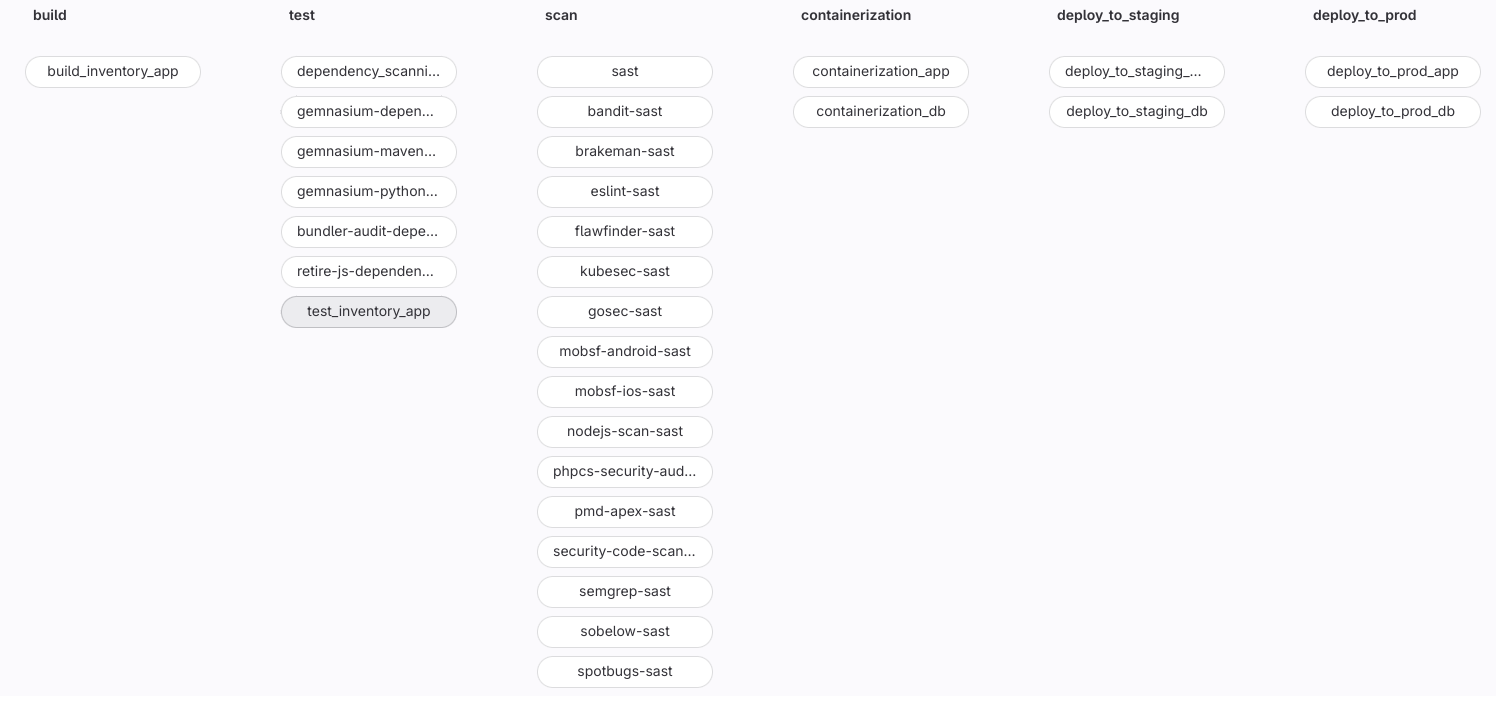 build
build_inventory_app
test
dependency_scanni...
gemnasium-depen...
gemnasium-maven...
gemnasium-python...
bundler-audit-depe...
retire-js-dependen...
test_inventory_app
scan
sast
bandit-sast
brakeman-sast
eslint-sast
flawfinder-sast
kubesec-sast
gosec-sast
mobsf-android-sast
mobsf-ios-sast
nodejs-scan-sast
phpcs-security-aud...
pmd-apex-sast
security-code-scan...
semgrep-sast
sobelow-sast
spotbugs-sast
containerization
containerization_app
containerization_db
deploy_to_staging
deploy_to_staging_...
deploy_to_staging_db
deploy_to_prod
deploy_to_prod_app
deploy_to_prod_db